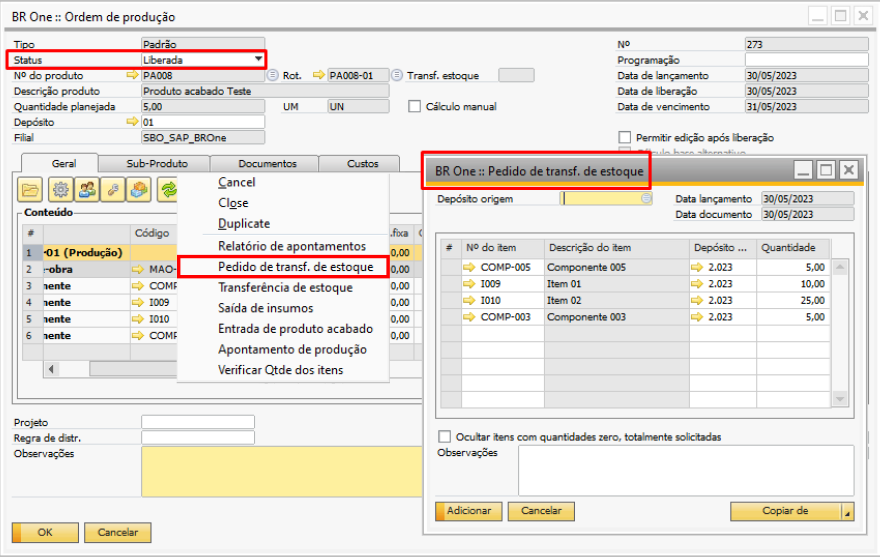 BR One :: Ordem de produção
Tipo Padrão Nº 273
Status Liberada Programação
Nº do produto PA008 Rot. PA008-01 Transf. estoque Data de lançamento 30/05/2023
Descrição produto Produto acabado Teste Data de liberação 30/05/2023
Quantidade planejada 5,00 UM UN Cálculo manual Data de vencimento 31/05/2023
Depósito 01
Filial SBO_SAP_BROne Permitir edição após liberação
Cálculo base alternativo
Geral Sub-Produto Documentos Custos
Conteúdo
# Código .fixa
1 -01 (Produção) 0,00
2 -obra MAO- 0,00
3 nente COMP 0,00
4 nente I009 0,00
5 nente I010 0,00
6 nente COMP 0,00
Cancel
Close
Duplicate
Relatório de apontamentos
Pedido de transf. de estoque
Transferência de estoque
Saída de insumos
Entrada de produto acabado
Apontamento de produção
Verificar Qtde dos itens
Projeto
Regra de distr.
Observações
OK Cancelar
BR One :: Pedido de transf. de estoque
Depósito origem Data lançamento 30/05/2023
Data documento 30/05/2023
# Nº do item Descrição do item Depósito ... Quantidade
COMP-005 Componente 005 2.023 5,00
I009 Item 01 2.023 10,00
I010 Item 02 2.023 25,00
COMP-003 Componente 003 2.023 5,00
Ocultar itens com quantidades zero, totalmente solicitadas
Observações
Adicionar Cancelar Copiar de